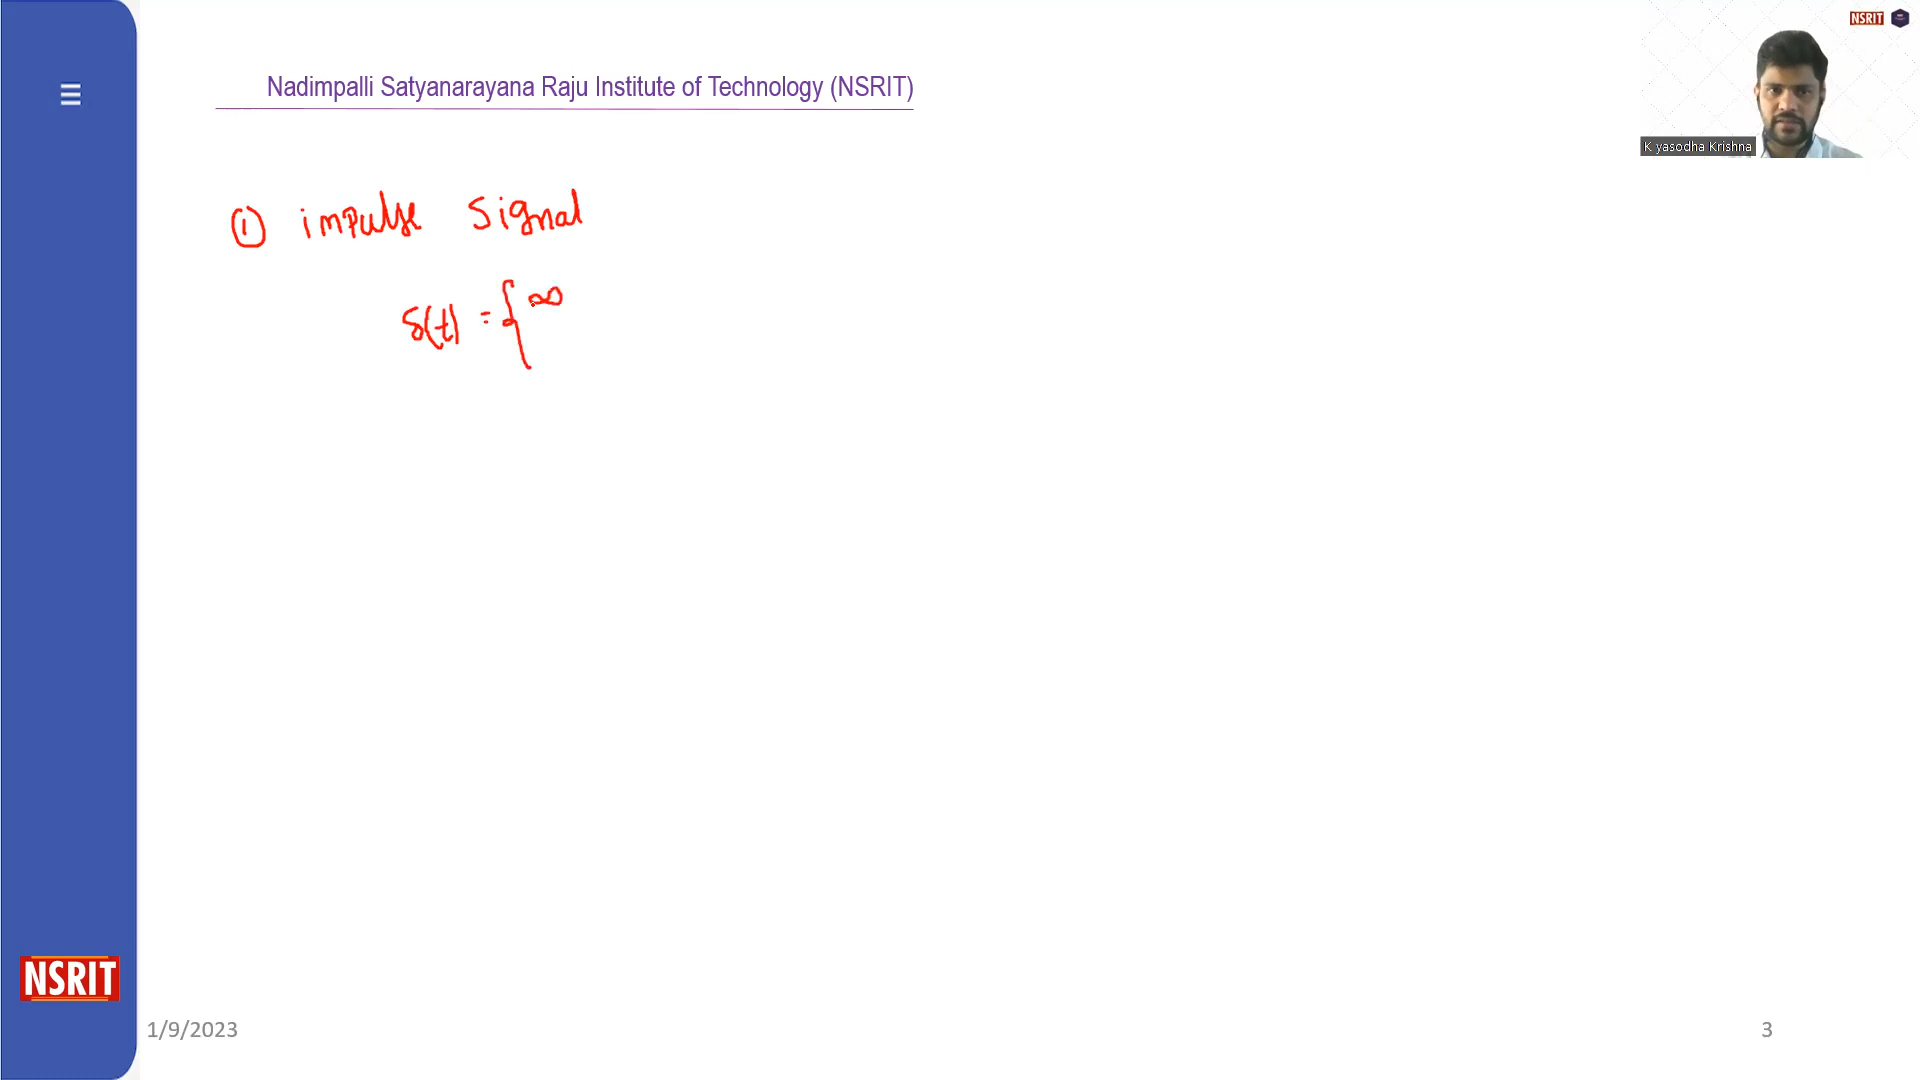 NSRIT
Nadimpalli Satyanarayana Raju Institute of Technology (NSRIT)
K yasodha Krishna
① impulse signal
δ(t) = { ∞
NSRIT
1/9/2023
3